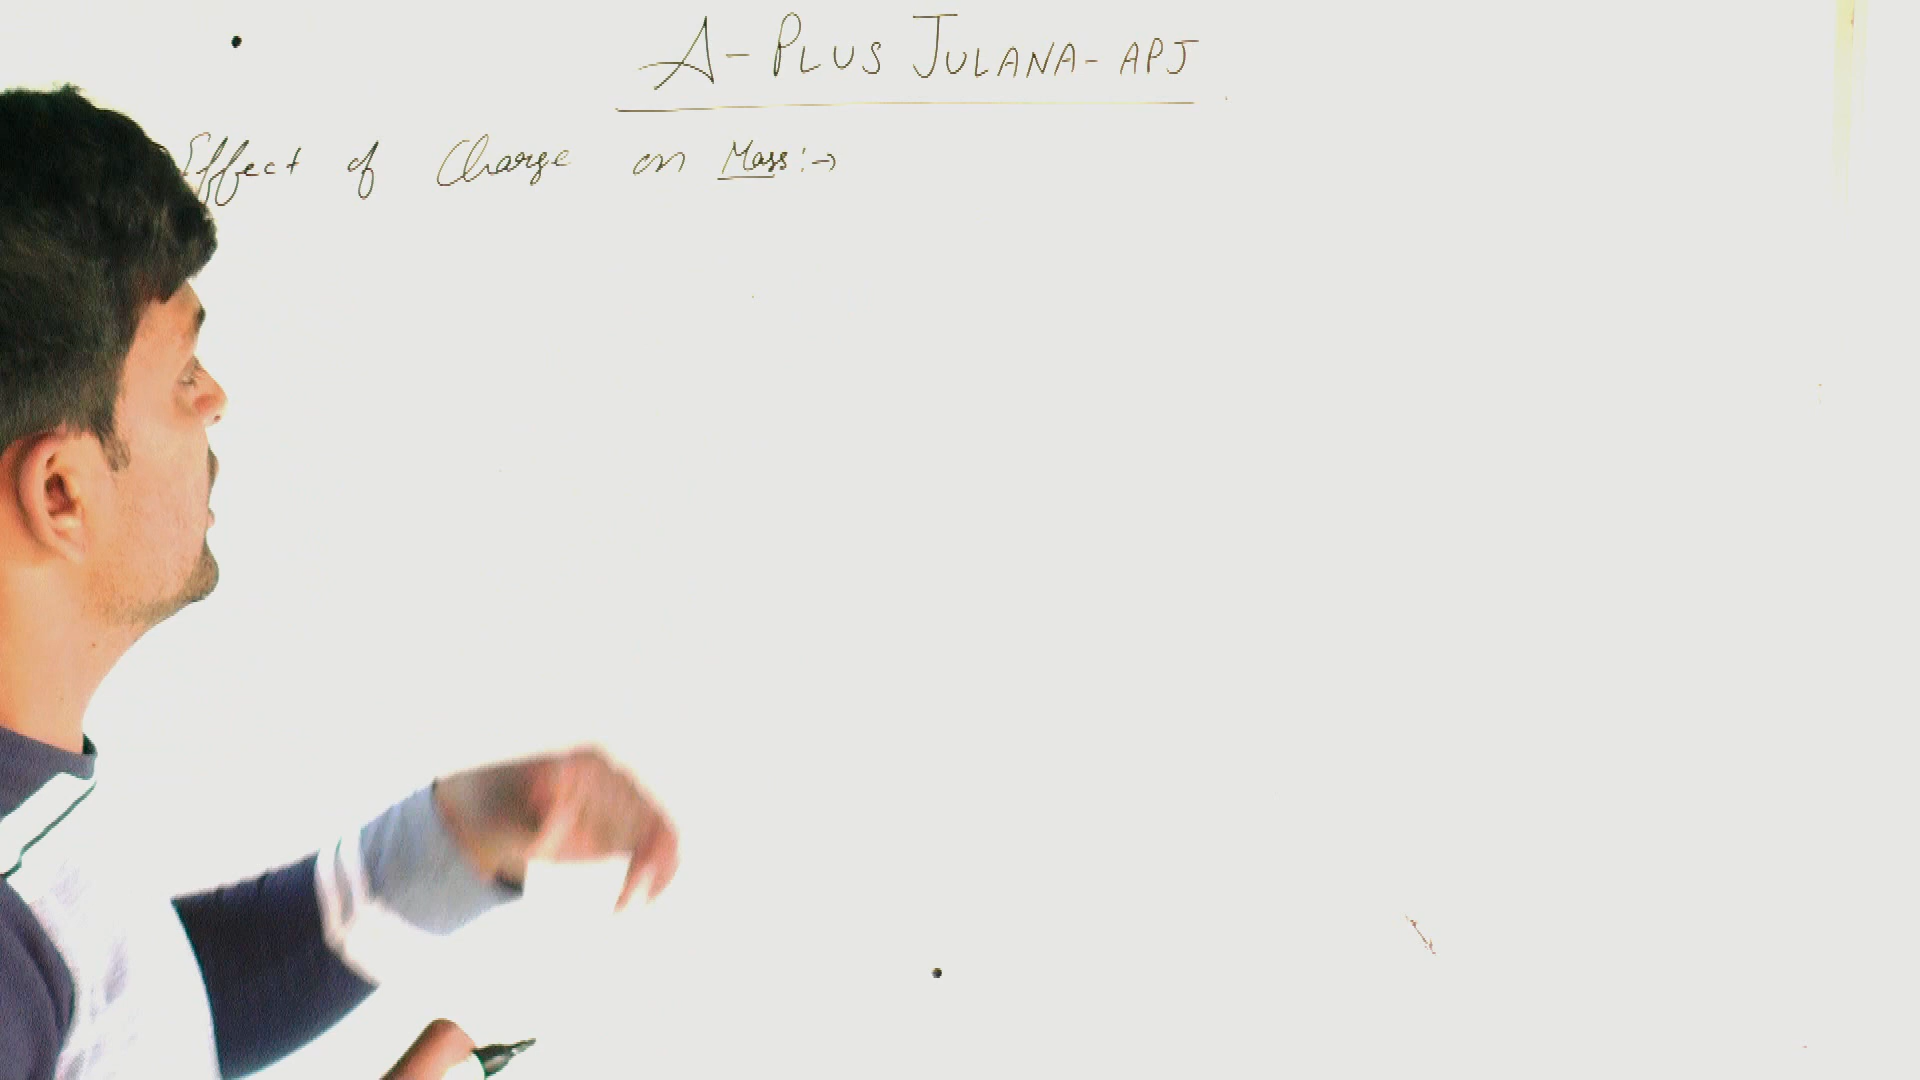 A- PLUS JULANA- APJ
Effect of Charge on Mass:→